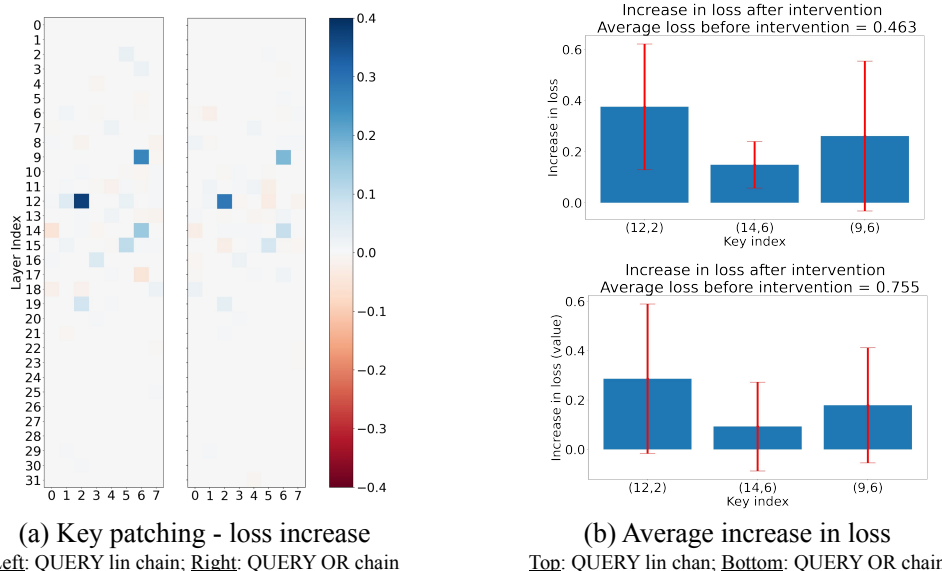 0
1
2
3
4
5
6
7
8
9
10
11
12
13
14
15
16
17
18
19
20
21
22
23
24
25
26
27
28
29
30
31
Layer Index
0 1 2 3 4 5 6 7
0 1 2 3 4 5 6 7
0.4
0.3
0.2
0.1
0.0
−0.1
−0.2
−0.3
−0.4
(a) Key patching - loss increase
Left: QUERY lin chain; Right: QUERY OR chain
Increase in loss after intervention
Average loss before intervention = 0.463
Increase in loss
0.6
0.4
0.2
0.0
(12,2) (14,6) (9,6)
Key index
Increase in loss after intervention
Average loss before intervention = 0.755
Increase in loss (value)
0.6
0.4
0.2
0.0
(12,2) (14,6) (9,6)
Key index
(b) Average increase in loss
Top: QUERY lin chan; Bottom: QUERY OR chain